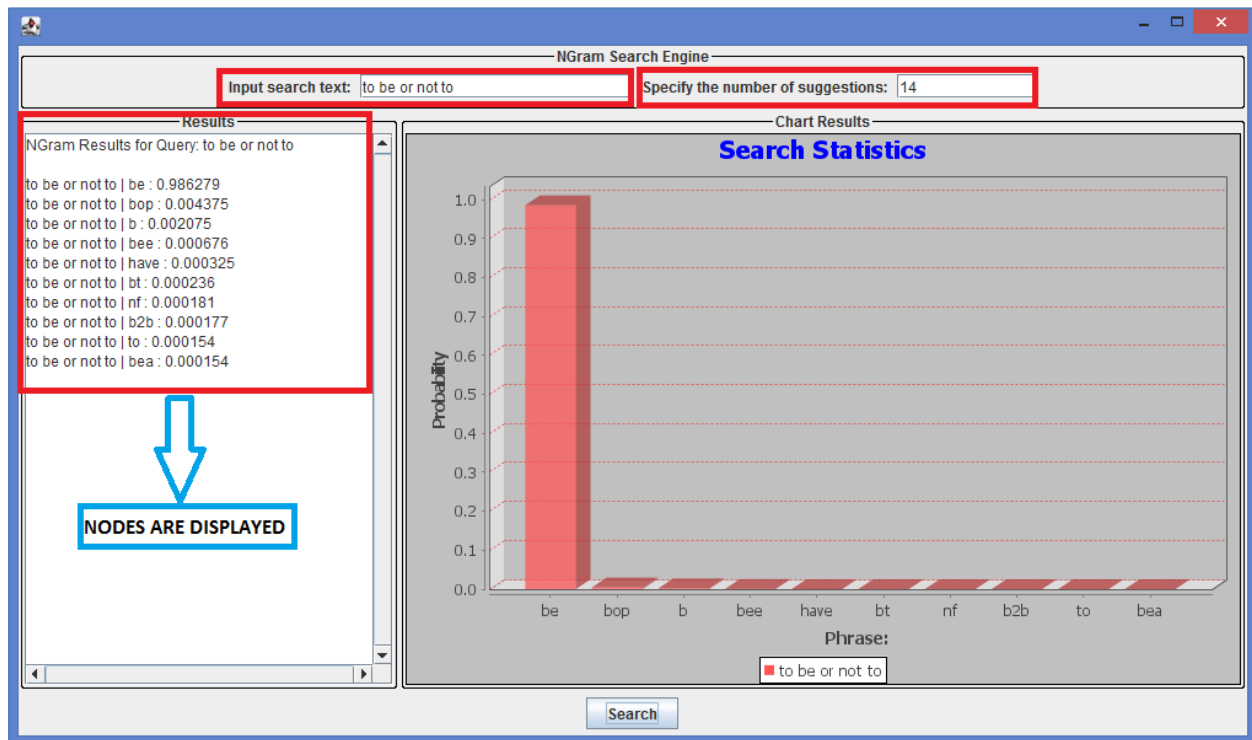 NGram Search Engine
Input search text: to be or not to
Specify the number of suggestions: 14
Results
NGram Results for Query: to be or not to
to be or not to | be : 0.986279
to be or not to | bop : 0.004375
to be or not to | b : 0.002075
to be or not to | bee : 0.000676
to be or not to | have : 0.000325
to be or not to | bt : 0.000236
to be or not to | nf : 0.000181
to be or not to | b2b : 0.000177
to be or not to | to : 0.000154
to be or not to | bea : 0.000154
NODES ARE DISPLAYED
Chart Results
Search Statistics
Probability
1.0
0.9
0.8
0.7
0.6
0.5
0.4
0.3
0.2
0.1
0.0
be bop b bee have bt nf b2b to bea
Phrase:
to be or not to
Search